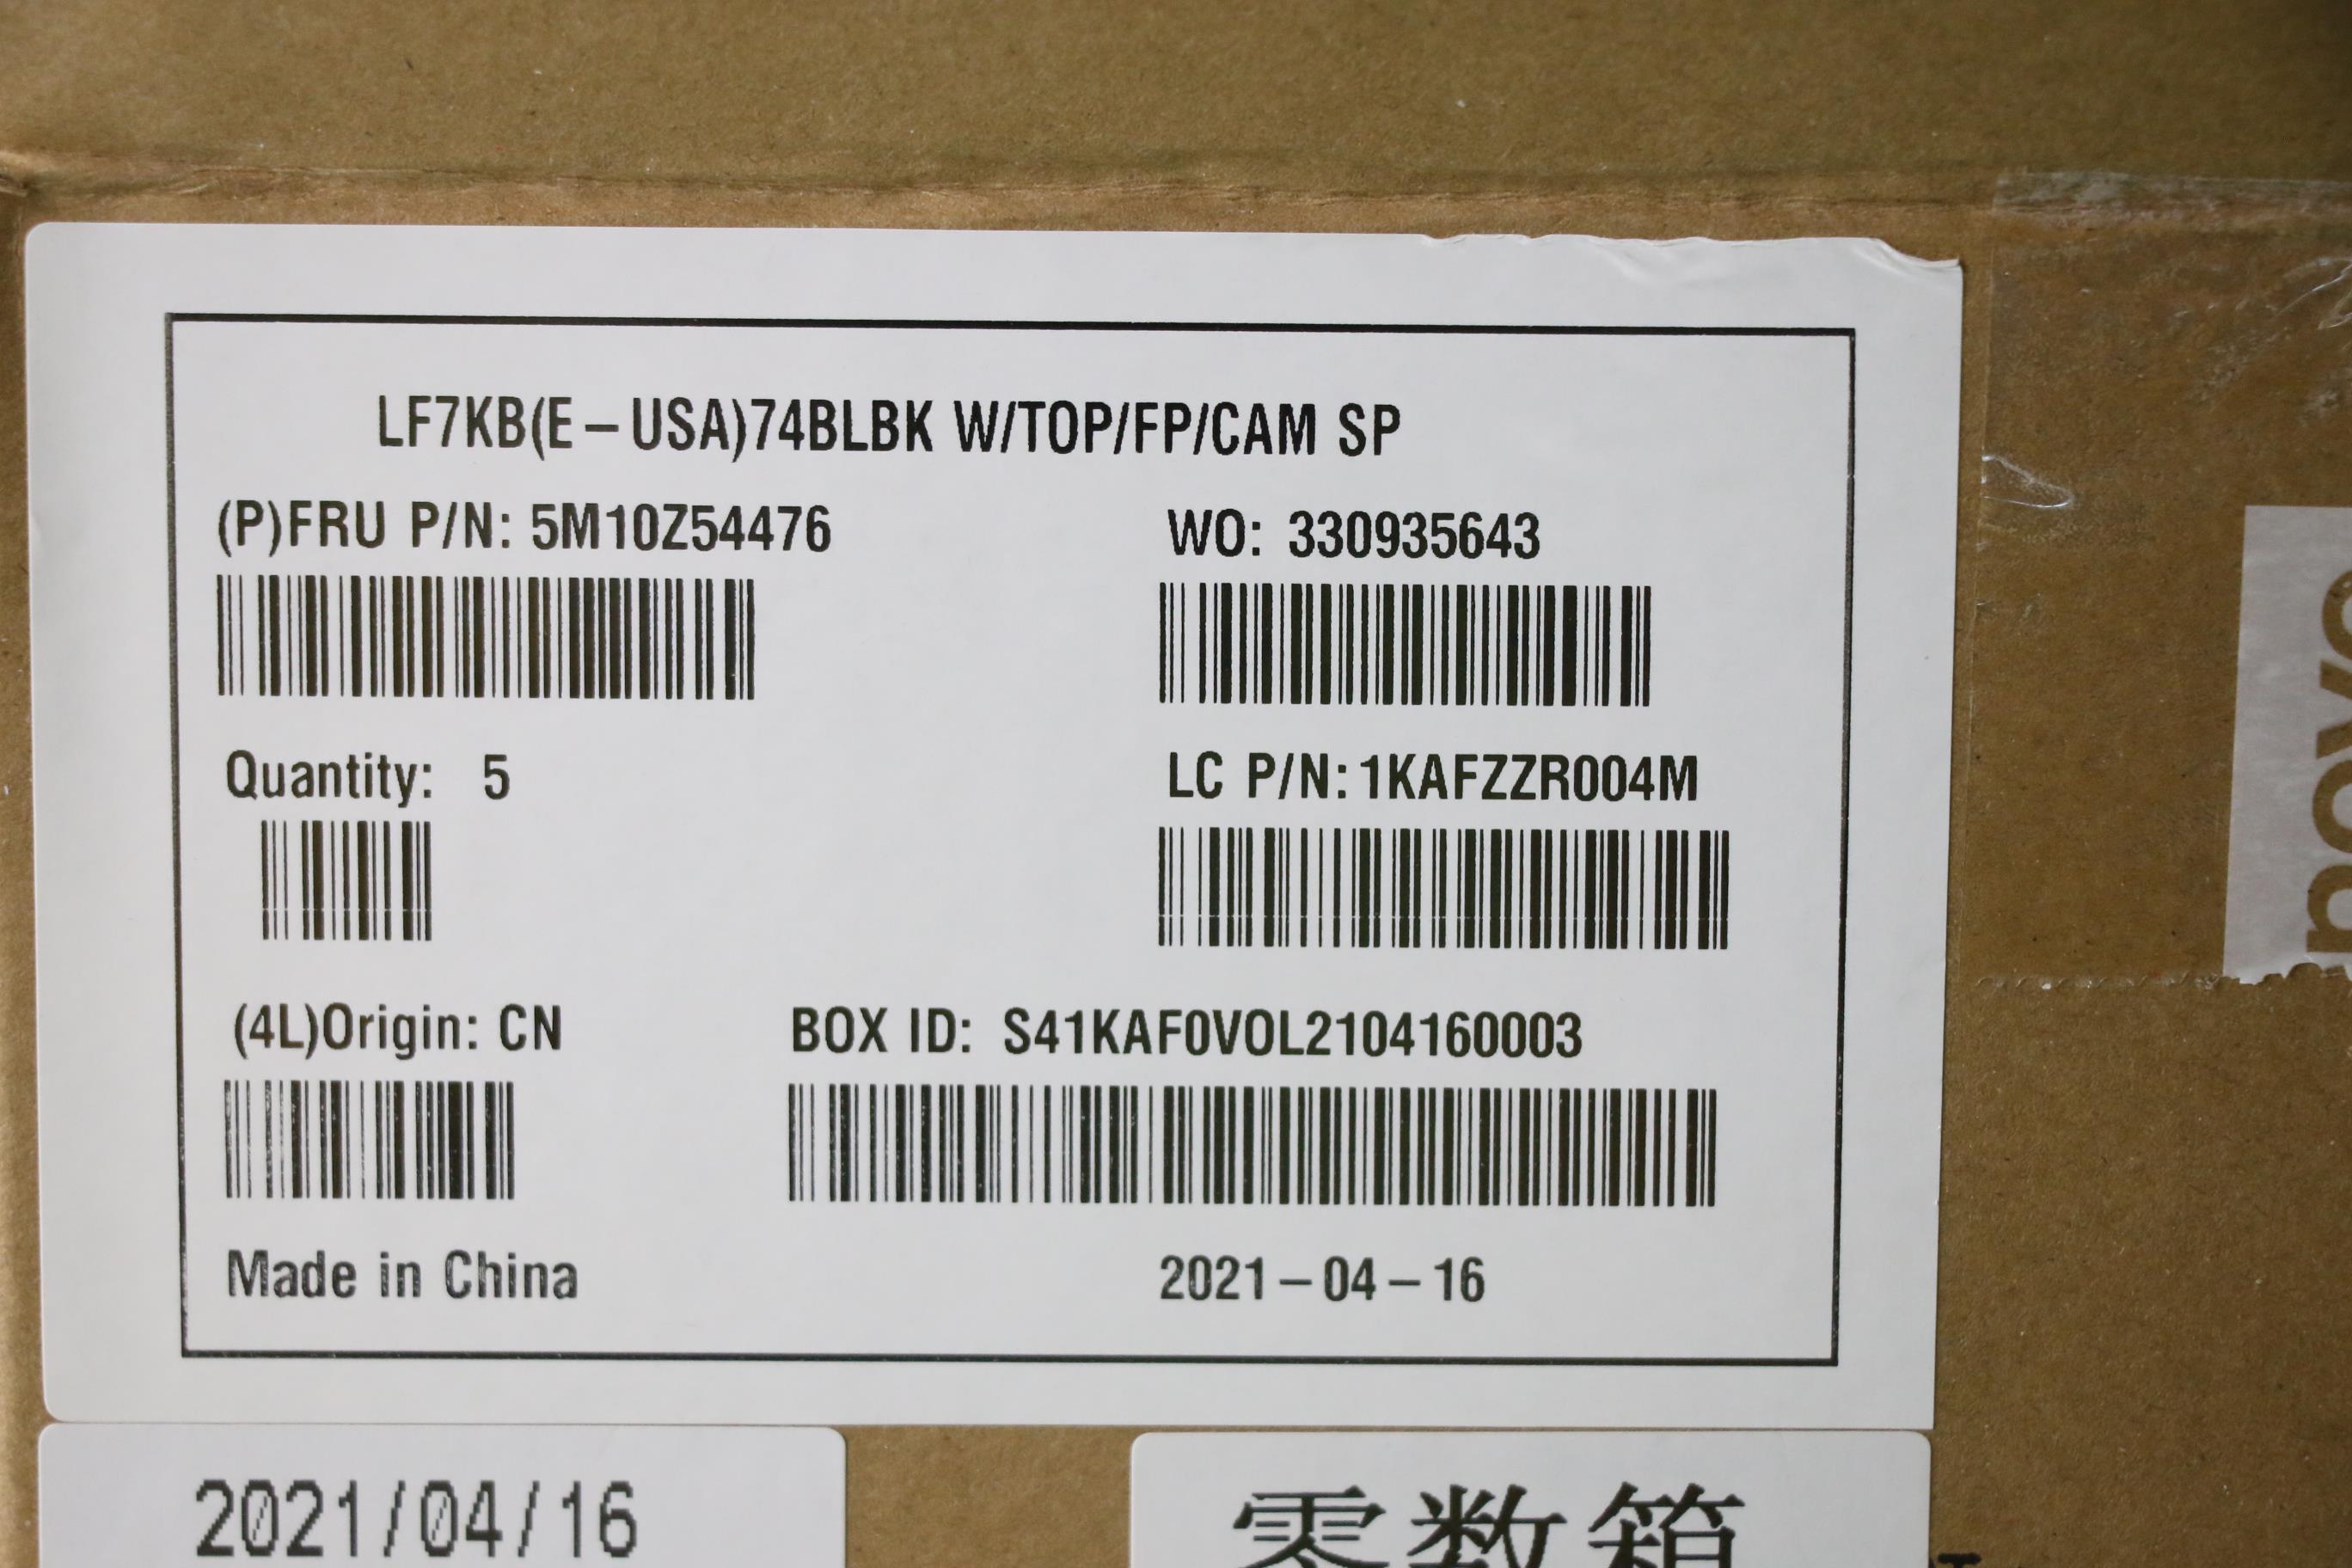 LF7KB(E-USA)74BLBK W/TOP/FP/CAM SP
(P)FRU P/N: 5M10Z54476
WO: 330935643
Quantity: 5
LC P/N: 1KAFZZR004M
(4L)Origin: CN
BOX ID: S41KAF0VOL2104160003
Made in China
2021-04-16
2021/04/16
零数箱